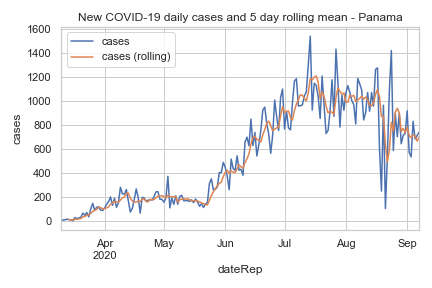 New COVID-19 daily cases and 5 day rolling mean - Panama
cases
cases (rolling)
1600
1400
1200
1000
800
600
400
200
0
cases
Apr
2020
May
Jun
Jul
Aug
Sep
dateRep